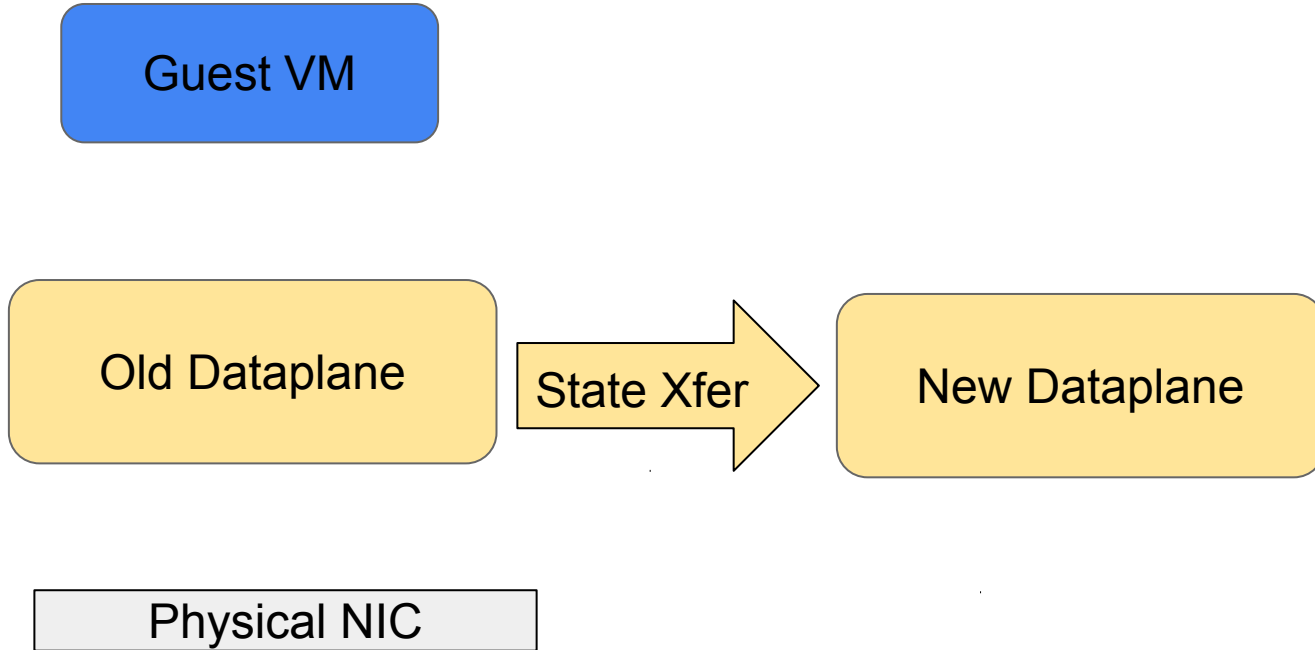 Guest VM
Old Dataplane
State Xfer
New Dataplane
Physical NIC